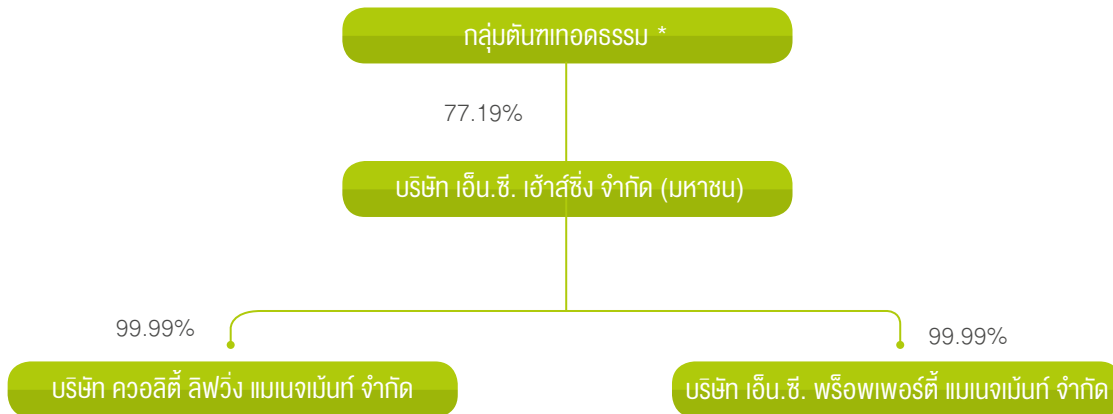 กลุ่มตันฑเทอดธรรม *
77.19%
บริษัท เอ็น.ซี. เฮ้าส์ซิ่ง จำกัด (มหาชน)
99.99%
99.99%
บริษัท ควอลิตี้ ลิฟวิ่ง แมเนจเม้นท์ จำกัด
บริษัท เอ็น.ซี. พร็อพเพอร์ตี้ แมเนจเม้นท์ จำกัด